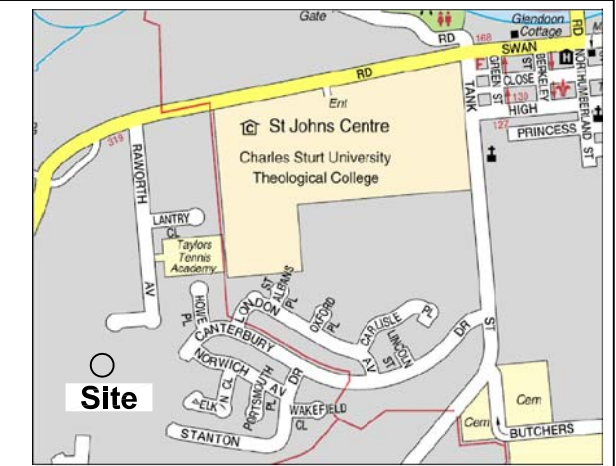 Gate
Glendoon
Cottage
168
RD
SWAN
RD
RD
GREEN
ST
BERKELEY
ST
NORTHUMBERLAND
ST
H
F
CLOSE
130
HIGH
127
PRINCESS
TANK
ST
Ent
C St Johns Centre
Charles Sturt University
Theological College
319
RAWORTH
AV
LANTRY
CL
Taylors
Tennis
Academy
HOWE
PL
ST
ALBANS
PL
LONDON
AV
OXFORD
PL
CARLISLE
PL
LINCOLN
ST
CANTERBURY
DR
NORWICH
AV
DR
ELK
N CL
PORTSMOUTH
PL
WAKEFIELD
CL
STANTON
Site
Cem
Cem
BUTCHERS